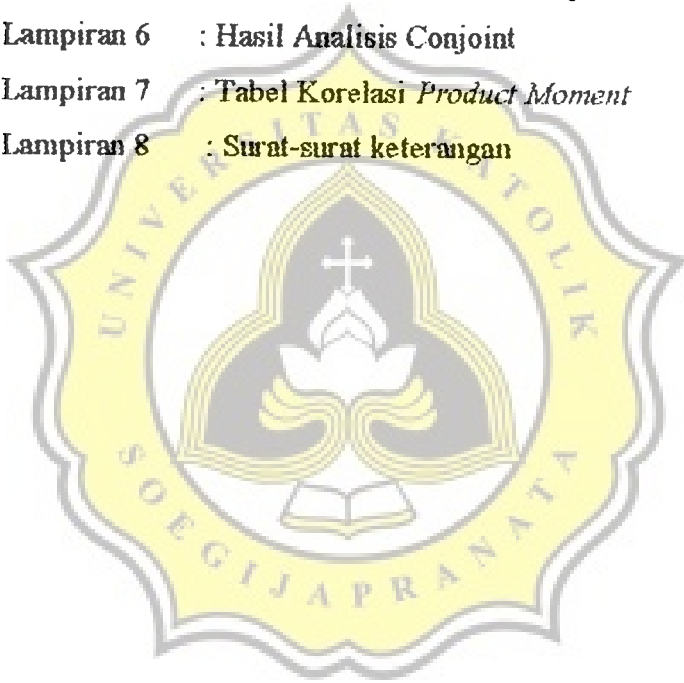 Lampiran 6 : Hasil Analisis Conjoint
Lampiran 7 : Tabel Korelasi Product Moment
Lampiran 8 : Surat-surat keterangan
UNIVERSITAS KATOLIK
SOEGIJAPRANATA